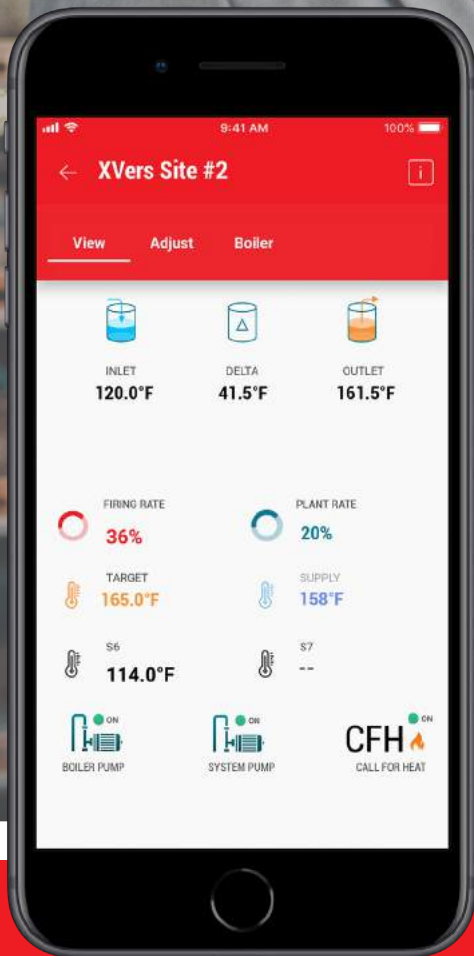 9:41 AM 100%
XVers Site #2
i
View Adjust Boiler
INLET DELTA OUTLET
120.0°F 41.5°F 161.5°F
FIRING RATE PLANT RATE
36% 20%
TARGET SUPPLY
165.0°F 158°F
S6 S7
114.0°F --
ON ON ON
CFH
BOILER PUMP SYSTEM PUMP CALL FOR HEAT